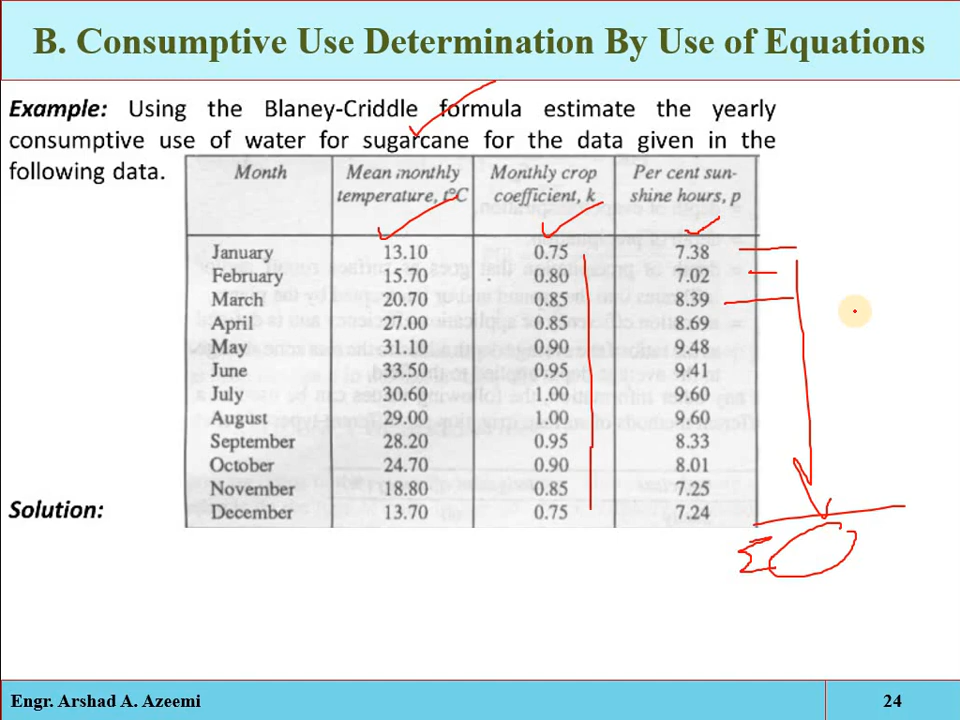 B. Consumptive Use Determination By Use of Equations
Example: Using the Blaney-Criddle formula estimate the yearly
consumptive use of water for sugarcane for the data given in the
following data.
Month Mean monthly temperature, t°C Monthly crop coefficient, k Per cent sun-shine hours, p
January 13.10 0.75 7.38
February 15.70 0.80 7.02
March 20.70 0.85 8.39
April 27.00 0.85 8.69
May 31.10 0.90 9.48
June 33.50 0.95 9.41
July 30.60 1.00 9.60
August 29.00 1.00 9.60
September 28.20 0.95 8.33
October 24.70 0.90 8.01
November 18.80 0.85 7.25
December 13.70 0.75 7.24
Solution:
Σ
Engr. Arshad A. Azeemi 24